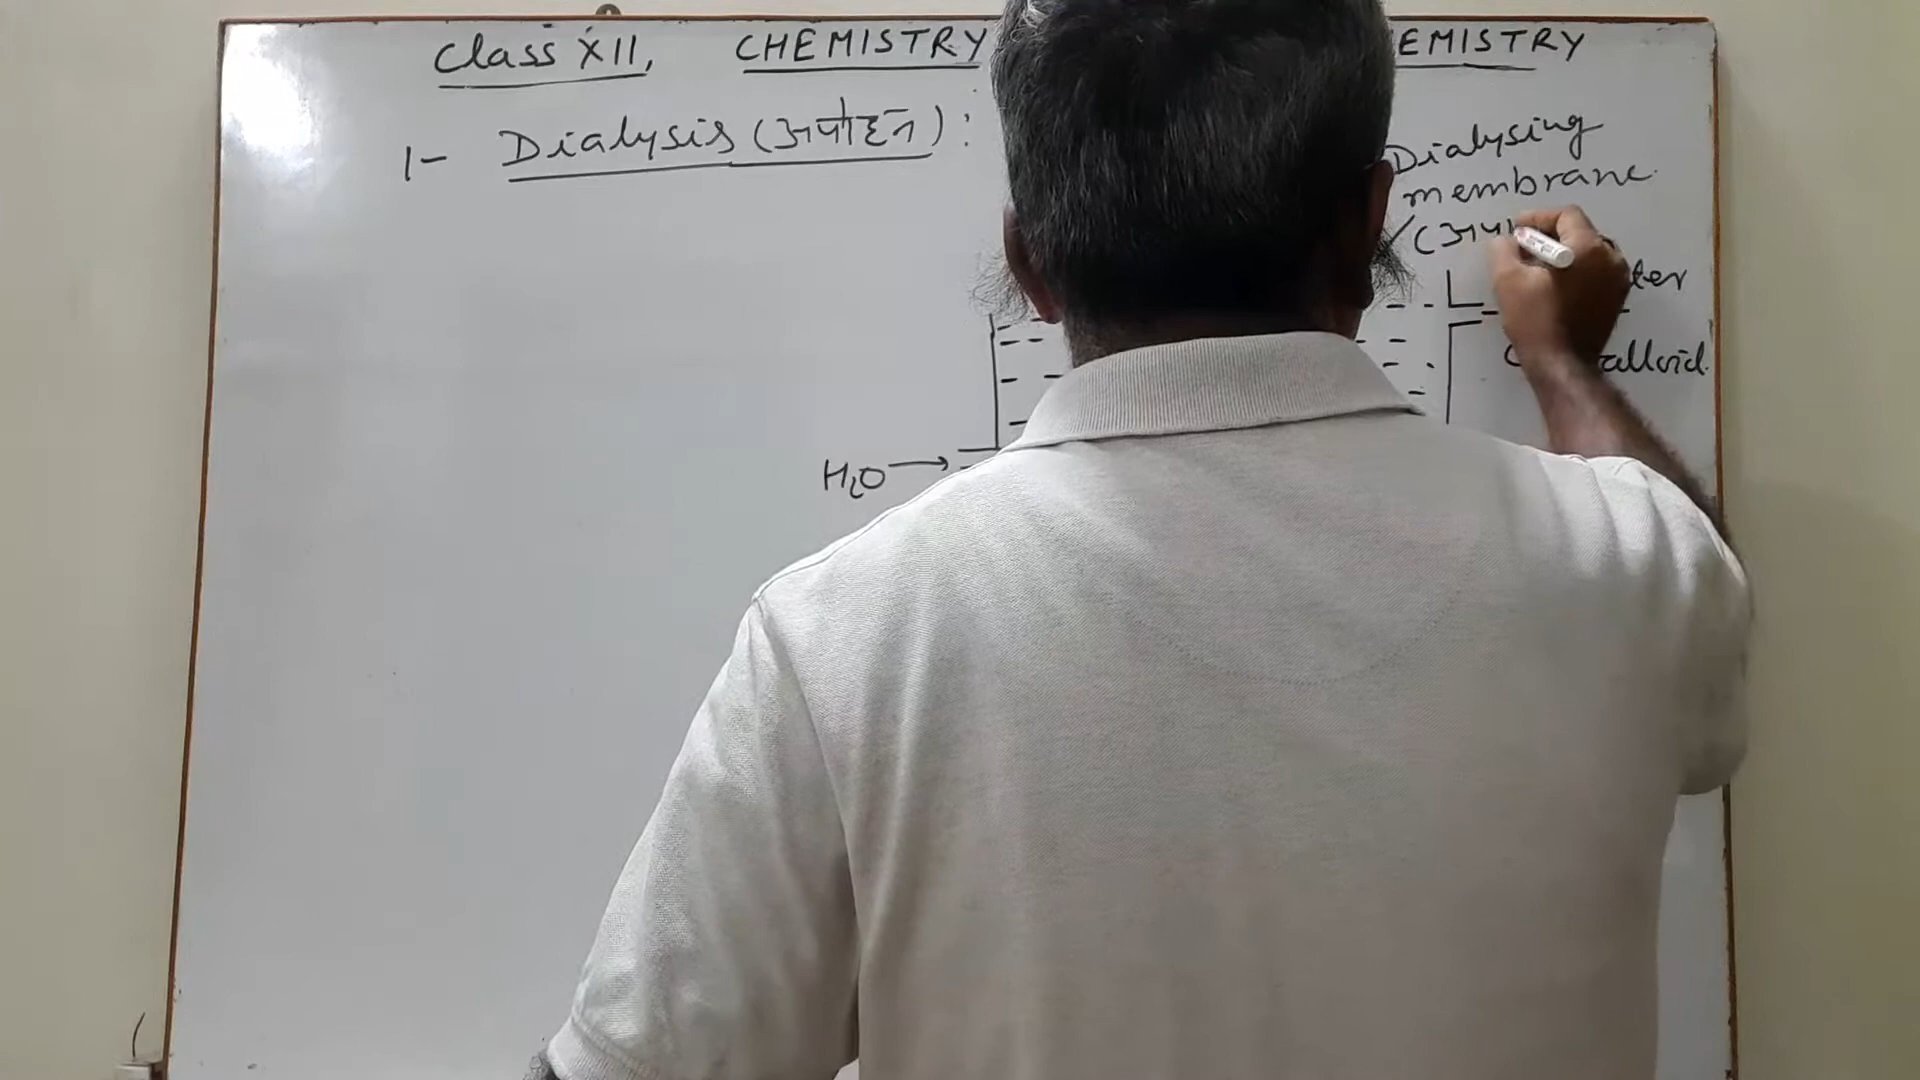 Class XII, CHEMISTRY EMISTRY
1- Dialysis (अपोहन) :
Dialysing
membrane
H₂O